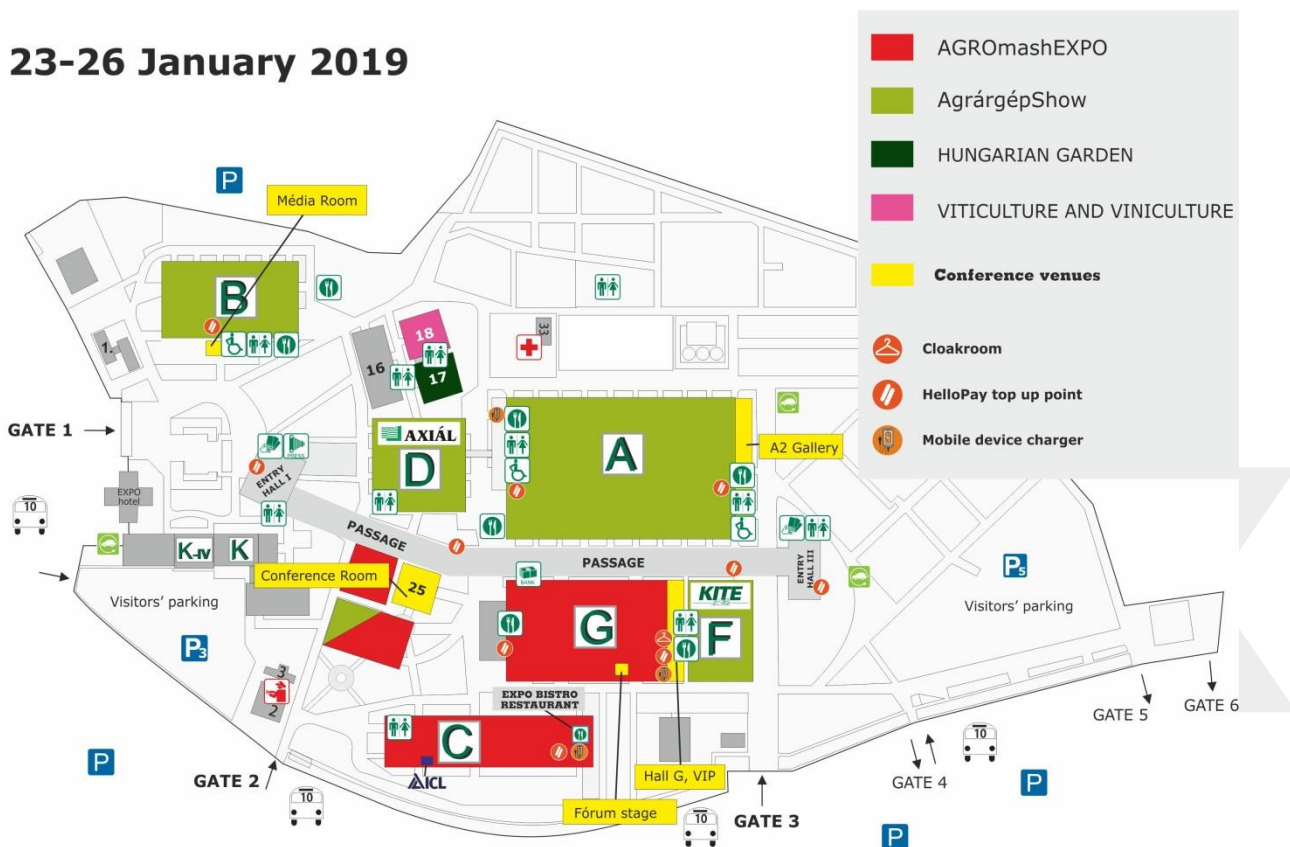 23-26 January 2019
AGROmashEXPO
AgrárgépShow
HUNGARIAN GARDEN
VITICULTURE AND VINICULTURE
Conference venues
Cloakroom
HelloPay top up point
Mobile device charger
P
Média Room
B
1.
16
18
17
33
GATE 1
AXIÁL
D
A
A2 Gallery
PRESS
ENTRY
HALL I
EXPO
hotel
10
K-IV
K
PASSAGE
PASSAGE
BANK
ENTRY
HALL III
Conference Room
25
Visitors' parking
P3
3
2
G
KITE
F
P5
Visitors' parking
EXPO BISTRO
RESTAURANT
C
ICL
Hall G, VIP
Fórum stage
GATE 2
10
P
10
GATE 3
P
GATE 4
10
P
GATE 5
GATE 6